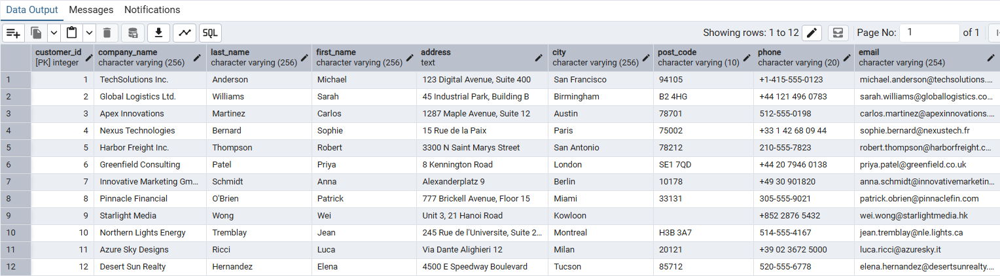 Data Output Messages Notifications
SQL Showing rows: 1 to 12 Page No: 1 of 1
customer_id company_name last_name first_name address city post_code phone email
[PK] integer character varying (256) character varying (256) character varying (256) text character varying (256) character varying (10) character varying (20) character varying (254)
1 1 TechSolutions Inc. Anderson Michael 123 Digital Avenue, Suite 400 San Francisco 94105 +1-415-555-0123 michael.anderson@techsolutions....
2 2 Global Logistics Ltd. Williams Sarah 45 Industrial Park, Building B Birmingham B2 4HG +44 121 496 0783 sarah.williams@globallogistics.co...
3 3 Apex Innovations Martinez Carlos 1287 Maple Avenue, Suite 12 Austin 78701 512-555-0198 carlos.martinez@apexinnovations....
4 4 Nexus Technologies Bernard Sophie 15 Rue de la Paix Paris 75002 +33 1 42 68 09 44 sophie.bernard@nexustech.fr
5 5 Harbor Freight Inc. Thompson Robert 3300 N Saint Marys Street San Antonio 78212 210-555-7823 robert.thompson@harborfreight.c...
6 6 Greenfield Consulting Patel Priya 8 Kennington Road London SE1 7QD +44 20 7946 0138 priya.patel@greenfield.co.uk
7 7 Innovative Marketing Gm... Schmidt Anna Alexanderplatz 9 Berlin 10178 +49 30 901820 anna.schmidt@innovativemarketin...
8 8 Pinnacle Financial O'Brien Patrick 777 Brickell Avenue, Floor 15 Miami 33131 305-555-9021 patrick.obrien@pinnaclefin.com
9 9 Starlight Media Wong Wei Unit 3, 21 Hanoi Road Kowloon +852 2876 5432 wei.wong@starlightmedia.hk
10 10 Northern Lights Energy Tremblay Jean 245 Rue de l'Universite, Suite 2... Montreal H3B 3A7 514-555-4167 jean.tremblay@nle.lights.ca
11 11 Azure Sky Designs Ricci Luca Via Dante Alighieri 12 Milan 20121 +39 02 3672 5000 luca.ricci@azuresky.it
12 12 Desert Sun Realty Hernandez Elena 4500 E Speedway Boulevard Tucson 85712 520-555-6778 elena.hernandez@desertsunrealty....